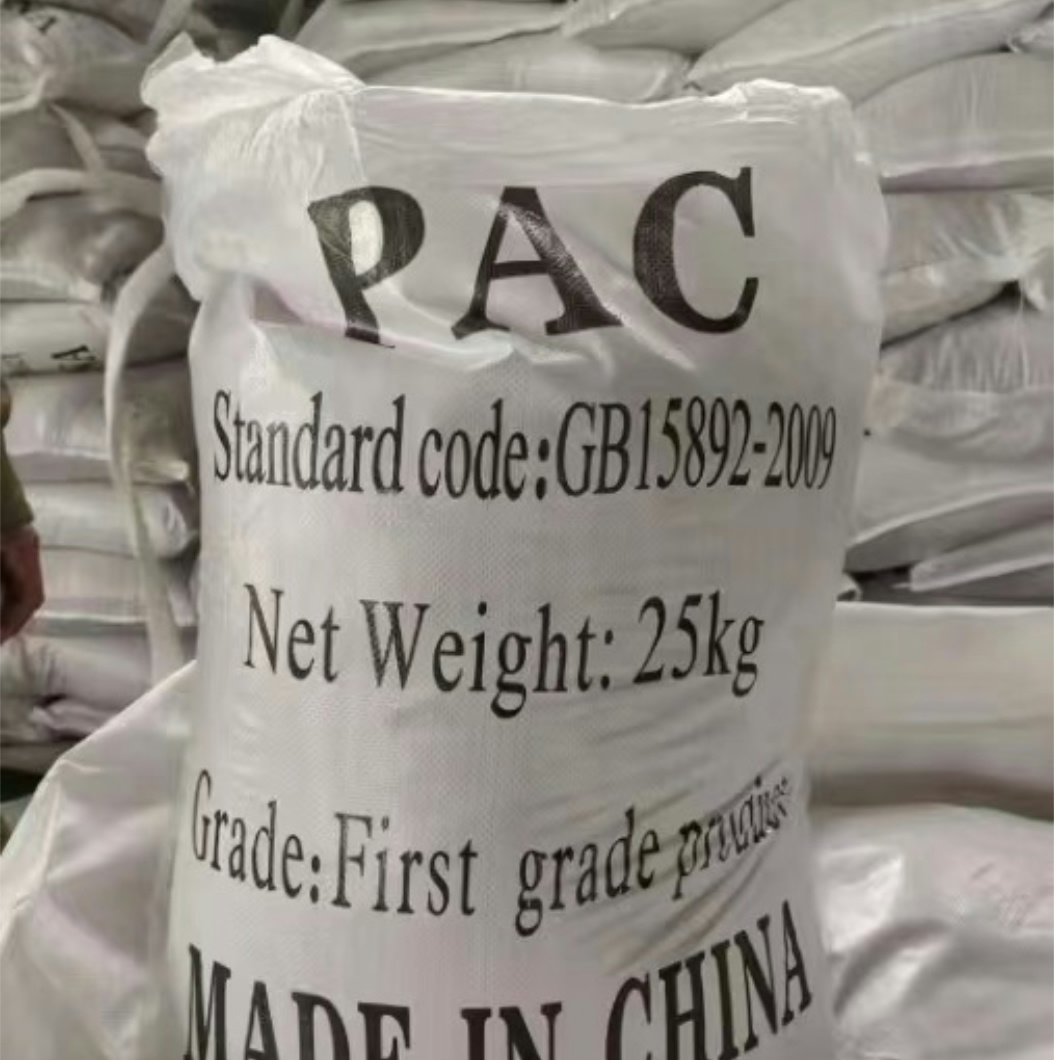 PAC
Standard code:GB15892-2009
Net Weight: 25kg
Grade:First grade
MADE IN CHINA